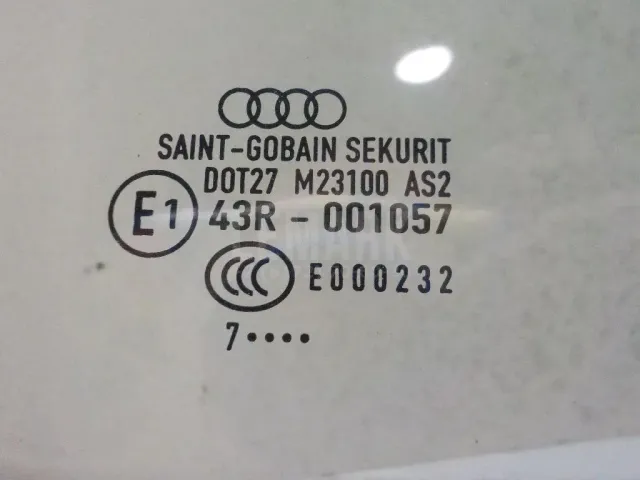 SAINT-GOBAIN SEKURIT
DOT27 M23100 AS2
E1 43R - 001057
CCC E000232
7••••